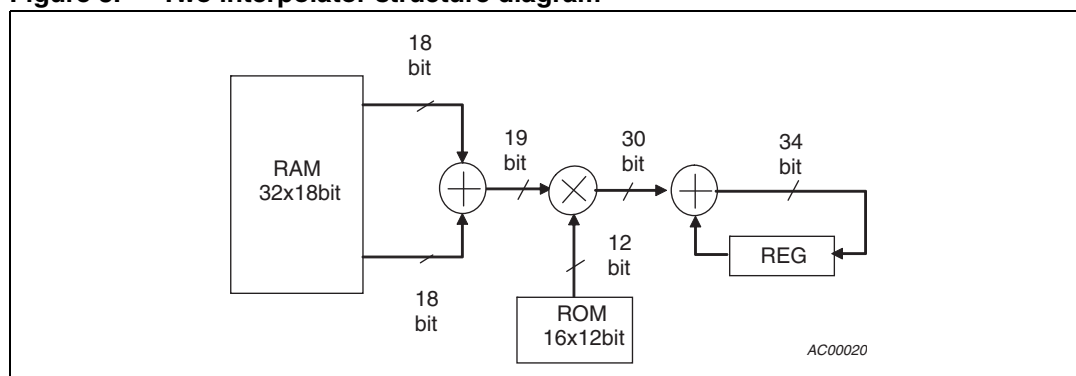 Figure 8. Two interpolator structure diagram
18
bit
RAM
32x18bit
19
bit
30
bit
34
bit
REG
12
bit
18
bit
ROM
16x12bit
AC00020